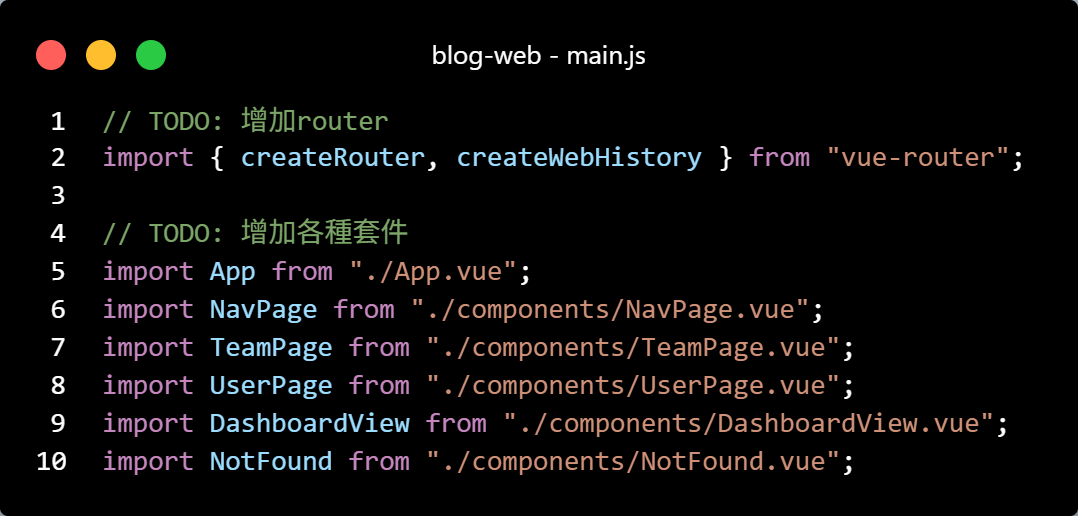 blog-web - main.js
1 // TODO: 增加router
2 import { createRouter, createWebHistory } from "vue-router";
3
4 // TODO: 增加各種套件
5 import App from "./App.vue";
6 import NavPage from "./components/NavPage.vue";
7 import TeamPage from "./components/TeamPage.vue";
8 import UserPage from "./components/UserPage.vue";
9 import DashboardView from "./components/DashboardView.vue";
10 import NotFound from "./components/NotFound.vue";